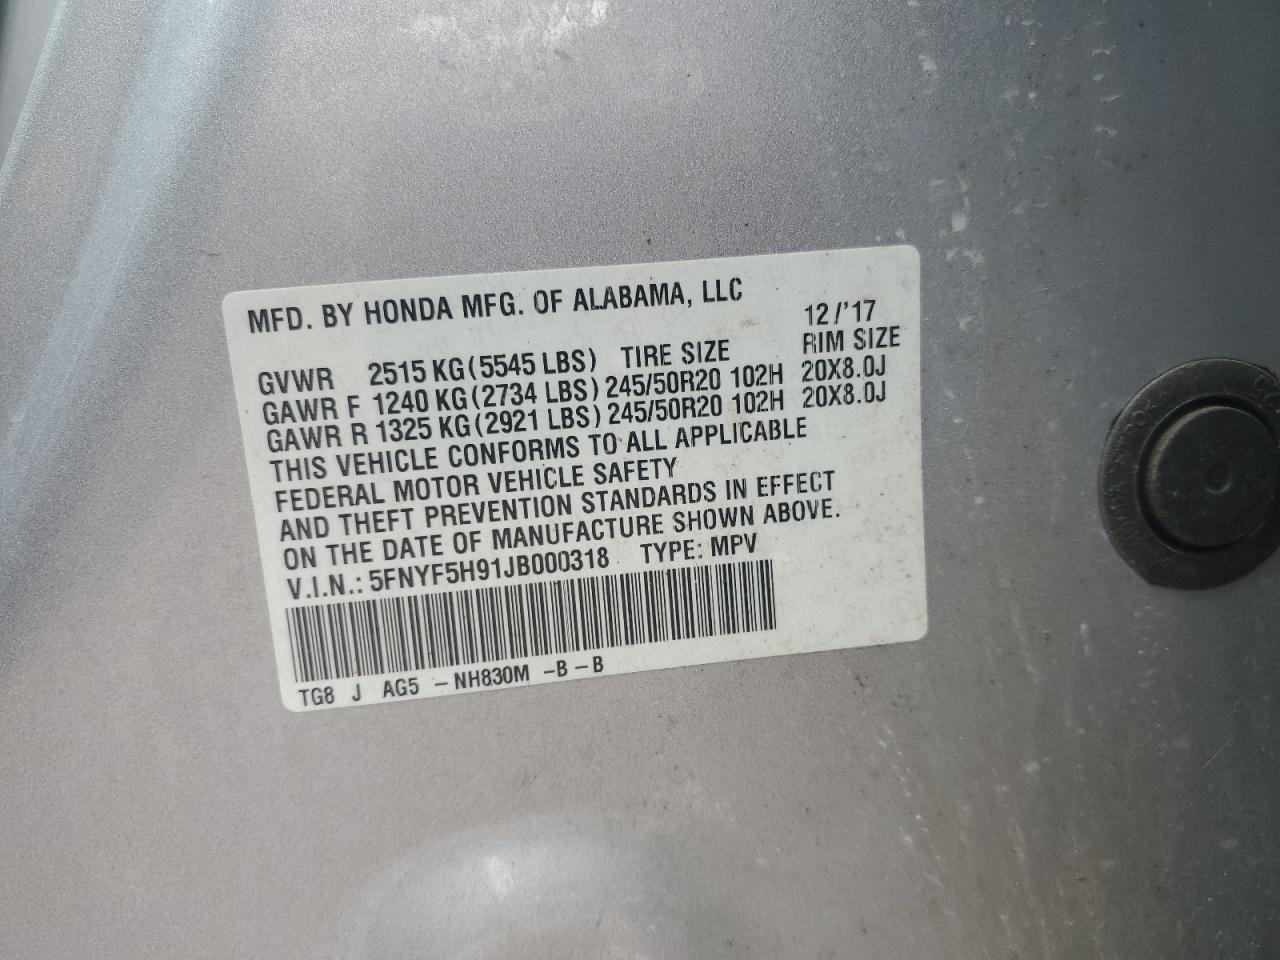 MFD. BY HONDA MFG. OF ALABAMA, LLC
12/'17
GVWR 2515 KG(5545 LBS) TIRE SIZE RIM SIZE
GAWR F 1240 KG(2734 LBS) 245/50R20 102H 20X8.0J
GAWR R 1325 KG(2921 LBS) 245/50R20 102H 20X8.0J
THIS VEHICLE CONFORMS TO ALL APPLICABLE
FEDERAL MOTOR VEHICLE SAFETY
AND THEFT PREVENTION STANDARDS IN EFFECT
ON THE DATE OF MANUFACTURE SHOWN ABOVE.
V.I.N.: 5FNYF5H91JB000318 TYPE: MPV
TG8 J AG5 -NH830M -B-B